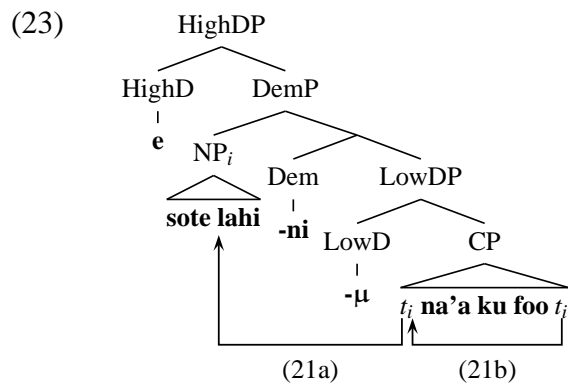 (23)
HighDP
HighD DemP
e
NPi
Dem LowDP
sote lahi
-ni
LowD CP
-μ
ti na'a ku foo ti
(21a) (21b)